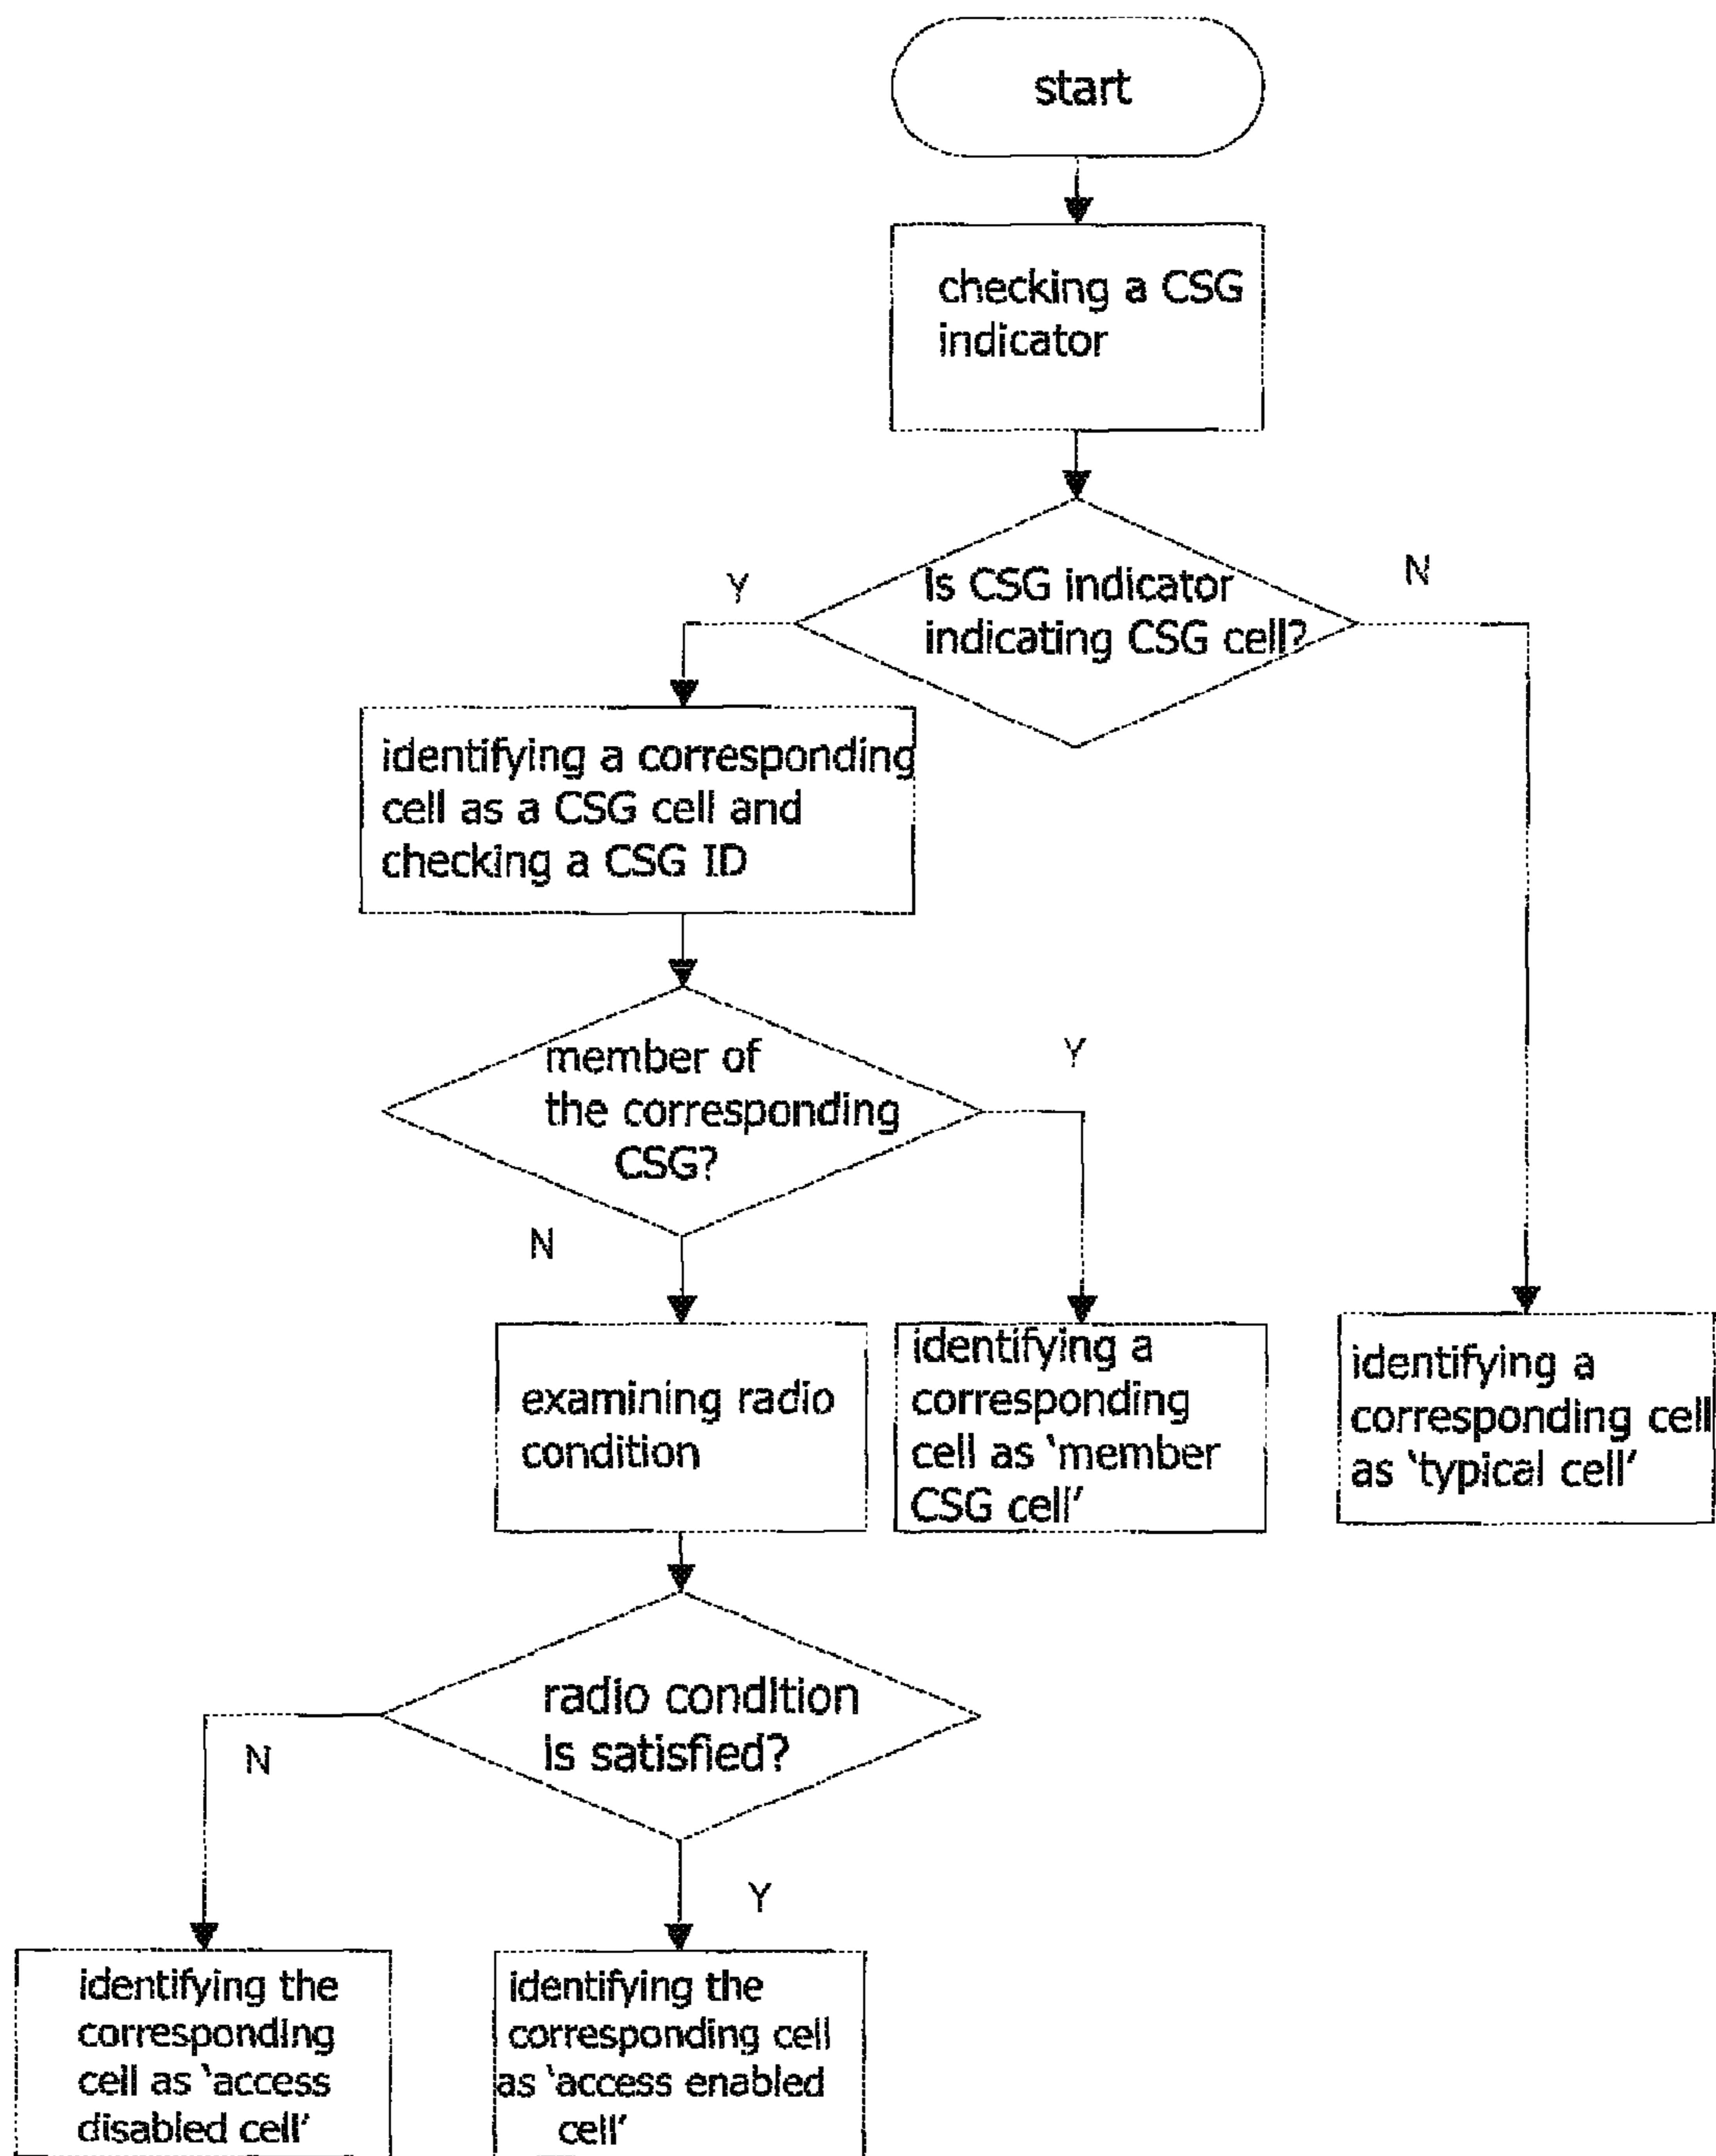 start
checking a CSG
indicator
Is CSG indicator
indicating CSG cell?
Y
N
identifying a corresponding
cell as a CSG cell and
checking a CSG ID
member of
the corresponding
CSG?
Y
N
examining radio
condition
identifying a
corresponding
cell as ‘member
CSG cell’
identifying a
corresponding cell
as ‘typical cell’
radio condition
is satisfied?
N
Y
identifying the
corresponding
cell as ‘access
disabled cell’
identifying the
corresponding cell
as ‘access enabled
cell’